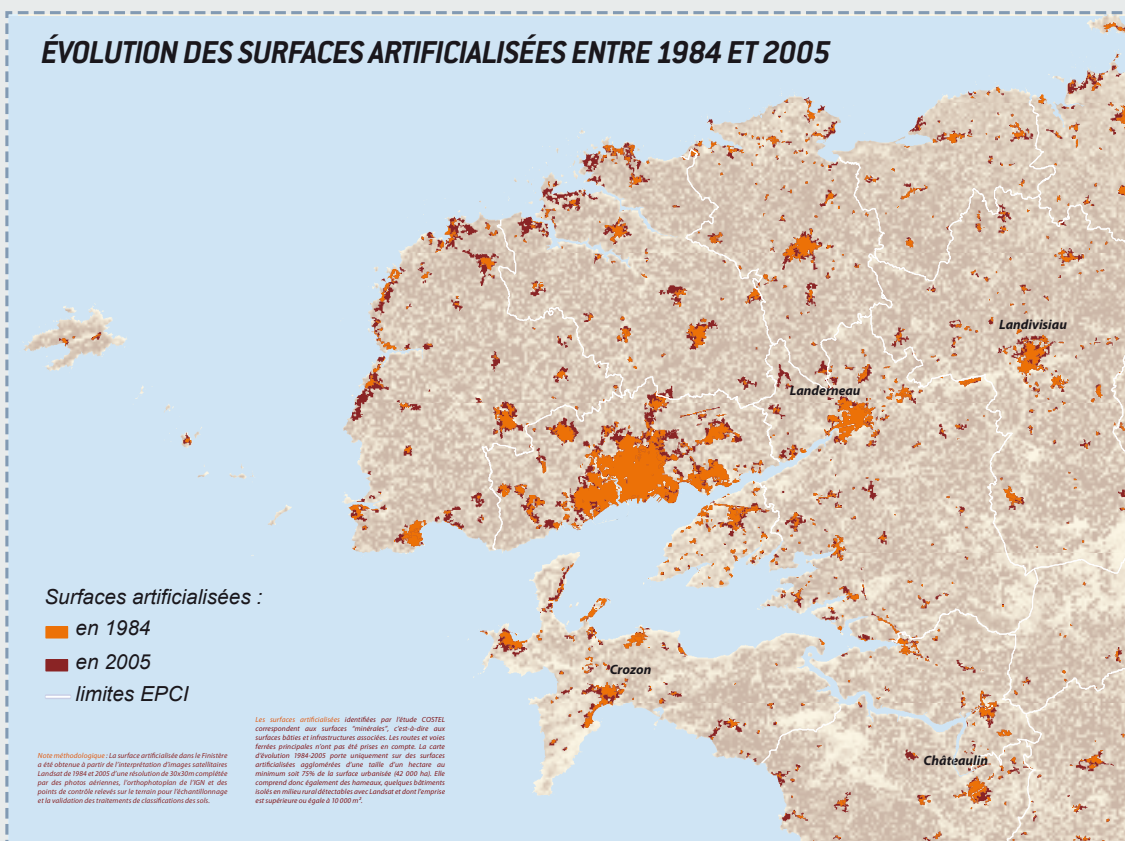 ÉVOLUTION DES SURFACES ARTIFICIALISÉES ENTRE 1984 ET 2005
Landivisiau
Landerneau
Surfaces artificialisées :
en 1984
en 2005
limites EPCI
Crozon
Châteaulin
Note méthodologique : La surface artificialisée dans le Finistère
a été obtenue à partir de l'interprétation d'images satellitaires
Landsat de 1984 et 2005 d'une résolution de 30x30m complétée
par des photos aériennes, l'orthophotoplan de l'IGN et des
points de contrôle relevés sur le terrain pour l'échantillonnage
et la validation des traitements de classifications des sols.
Les surfaces artificialisées identifiées par l'étude COSTEL
correspondent aux surfaces "minérales", c'est-à-dire aux
surfaces bâties et infrastructures associées. Les routes et voies
ferrées principales n'ont pas été prises en compte. La carte
d'évolution 1984-2005 porte uniquement sur des surfaces
artificialisées agglomérées d'une taille d'un hectare au
minimum soit 75% de la surface urbanisée (42 000 ha). Elle
comprend donc également des hameaux, quelques bâtiments
isolés en milieu rural détectables avec Landsat et dont l'emprise
est supérieure ou égale à 10 000 m².